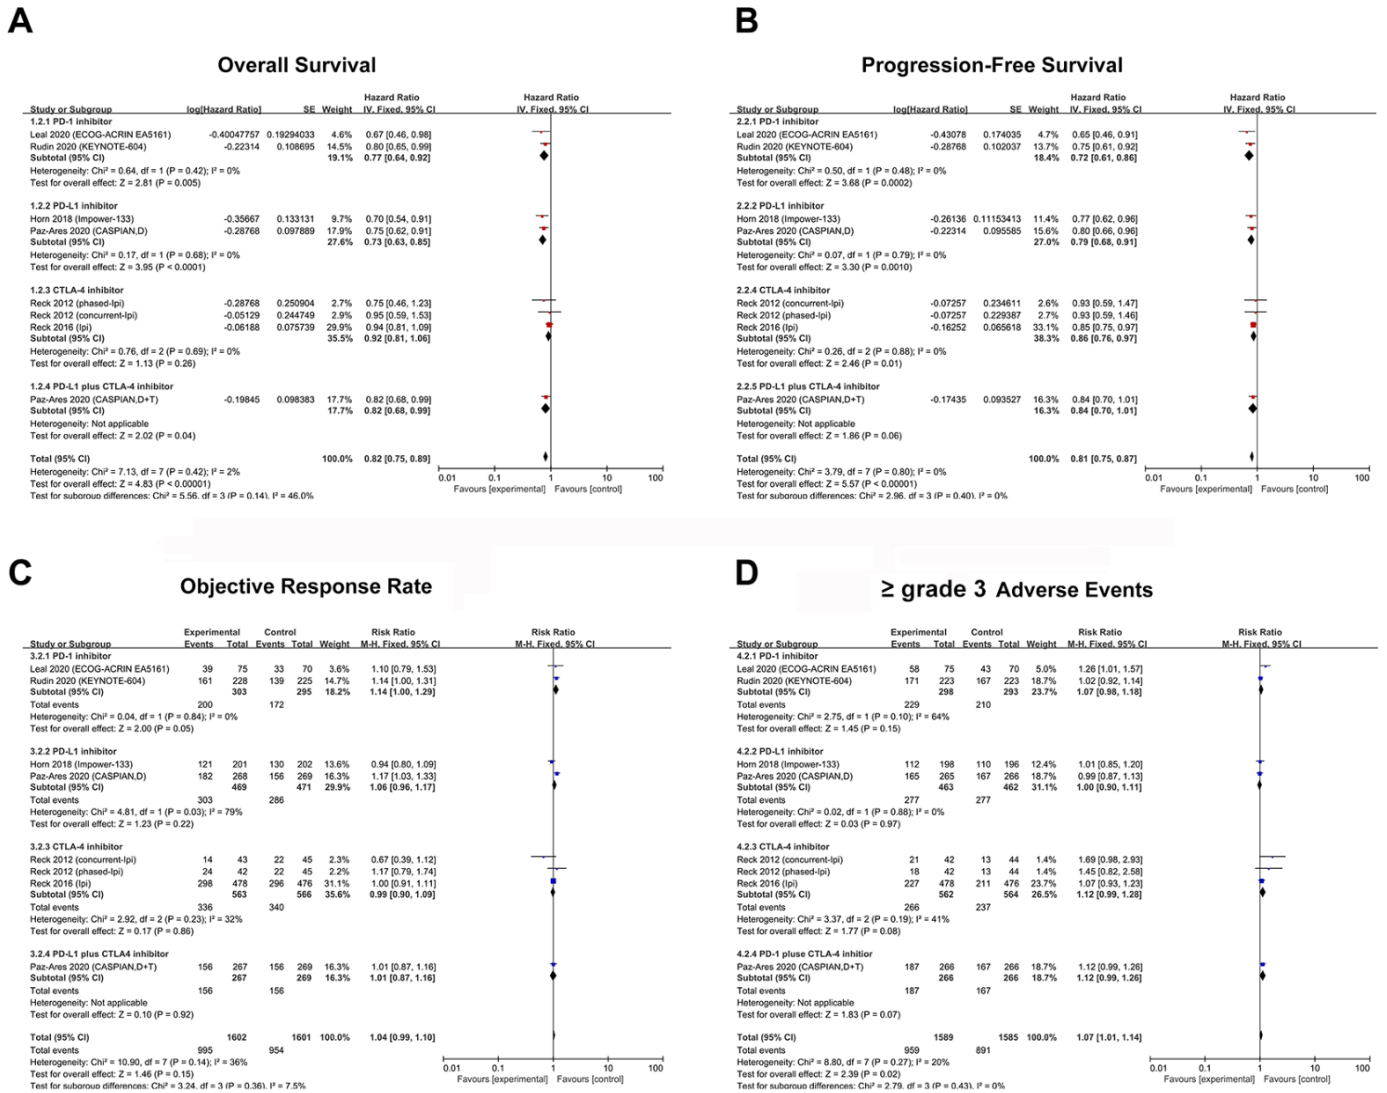 A
Overall Survival
Hazard Ratio Hazard Ratio
Study or Subgroup log[Hazard Ratio] SE Weight IV, Fixed, 95% CI IV, Fixed, 95% CI
1.2.1 PD-1 inhibitor
Leal 2020 (ECOG-ACRIN EA5161) -0.40047757 0.19294033 4.6% 0.67 [0.46, 0.98]
Rudin 2020 (KEYNOTE-604) -0.22314 0.108695 14.5% 0.80 [0.65, 0.99]
Subtotal (95% CI) 19.1% 0.77 [0.64, 0.92]
Heterogeneity: Chi² = 0.64, df = 1 (P = 0.42); I² = 0%
Test for overall effect: Z = 2.81 (P = 0.005)
1.2.2 PD-L1 inhibitor
Horn 2018 (Impower-133) -0.35667 0.133131 9.7% 0.70 [0.54, 0.91]
Paz-Ares 2020 (CASPIAN,D) -0.28768 0.097889 17.9% 0.75 [0.62, 0.91]
Subtotal (95% CI) 27.6% 0.73 [0.63, 0.85]
Heterogeneity: Chi² = 0.17, df = 1 (P = 0.68); I² = 0%
Test for overall effect: Z = 3.95 (P < 0.0001)
1.2.3 CTLA-4 inhibitor
Reck 2012 (phased-Ipi) -0.28768 0.250904 2.7% 0.75 [0.46, 1.23]
Reck 2012 (concurrent-Ipi) -0.05129 0.244749 2.9% 0.95 [0.59, 1.53]
Reck 2016 (Ipi) -0.06188 0.075739 29.9% 0.94 [0.81, 1.09]
Subtotal (95% CI) 35.5% 0.92 [0.81, 1.06]
Heterogeneity: Chi² = 0.76, df = 2 (P = 0.69); I² = 0%
Test for overall effect: Z = 1.13 (P = 0.26)
1.2.4 PD-L1 plus CTLA-4 inhibitor
Paz-Ares 2020 (CASPIAN,D+T) -0.19845 0.098383 17.7% 0.82 [0.68, 0.99]
Subtotal (95% CI) 17.7% 0.82 [0.68, 0.99]
Heterogeneity: Not applicable
Test for overall effect: Z = 2.02 (P = 0.04)
Total (95% CI) 100.0% 0.82 [0.75, 0.89]
Heterogeneity: Chi² = 7.13, df = 7 (P = 0.42); I² = 2%
Test for overall effect: Z = 4.83 (P < 0.00001)
Test for subgroup differences: Chi² = 5.56, df = 3 (P = 0.14), I² = 46.0%
0.01 0.1 1 10 100
Favours [experimental] Favours [control]
B
Progression-Free Survival
Hazard Ratio Hazard Ratio
Study or Subgroup log[Hazard Ratio] SE Weight IV, Fixed, 95% CI IV, Fixed, 95% CI
2.2.1 PD-1 inhibitor
Leal 2020 (ECOG-ACRIN EA5161) -0.43078 0.174035 4.7% 0.65 [0.46, 0.91]
Rudin 2020 (KEYNOTE-604) -0.28768 0.102037 13.7% 0.75 [0.61, 0.92]
Subtotal (95% CI) 18.4% 0.72 [0.61, 0.86]
Heterogeneity: Chi² = 0.50, df = 1 (P = 0.48); I² = 0%
Test for overall effect: Z = 3.68 (P = 0.0002)
2.2.2 PD-L1 inhibitor
Horn 2018 (Impower-133) -0.26136 0.11153413 11.4% 0.77 [0.62, 0.96]
Paz-Ares 2020 (CASPIAN,D) -0.22314 0.095585 15.6% 0.80 [0.66, 0.96]
Subtotal (95% CI) 27.0% 0.79 [0.68, 0.91]
Heterogeneity: Chi² = 0.07, df = 1 (P = 0.79); I² = 0%
Test for overall effect: Z = 3.30 (P = 0.0010)
2.2.4 CTLA-4 inhibitor
Reck 2012 (concurrent-Ipi) -0.07257 0.234611 2.6% 0.93 [0.59, 1.47]
Reck 2012 (phased-Ipi) -0.07257 0.229387 2.7% 0.93 [0.59, 1.46]
Reck 2016 (Ipi) -0.16252 0.065618 33.1% 0.85 [0.75, 0.97]
Subtotal (95% CI) 38.3% 0.86 [0.76, 0.97]
Heterogeneity: Chi² = 0.26, df = 2 (P = 0.88); I² = 0%
Test for overall effect: Z = 2.46 (P = 0.01)
2.2.5 PD-L1 plus CTLA-4 inhibitor
Paz-Ares 2020 (CASPIAN,D+T) -0.17435 0.093527 16.3% 0.84 [0.70, 1.01]
Subtotal (95% CI) 16.3% 0.84 [0.70, 1.01]
Heterogeneity: Not applicable
Test for overall effect: Z = 1.86 (P = 0.06)
Total (95% CI) 100.0% 0.81 [0.75, 0.87]
Heterogeneity: Chi² = 3.79, df = 7 (P = 0.80); I² = 0%
Test for overall effect: Z = 5.57 (P < 0.00001)
Test for subgroup differences: Chi² = 2.96, df = 3 (P = 0.40), I² = 0%
0.01 0.1 1 10 100
Favours [experimental] Favours [control]
C
Objective Response Rate
Experimental Control Risk Ratio Risk Ratio
Study or Subgroup Events Total Events Total Weight M-H, Fixed, 95% CI M-H, Fixed, 95% CI
3.2.1 PD-1 inhibitor
Leal 2020 (ECOG-ACRIN EA5161) 39 75 33 70 3.6% 1.10 [0.79, 1.53]
Rudin 2020 (KEYNOTE-604) 161 228 139 225 14.7% 1.14 [1.00, 1.31]
Subtotal (95% CI) 303 295 18.2% 1.14 [1.00, 1.29]
Total events 200 172
Heterogeneity: Chi² = 0.04, df = 1 (P = 0.84); I² = 0%
Test for overall effect: Z = 2.00 (P = 0.05)
3.2.2 PD-L1 inhibitor
Horn 2018 (Impower-133) 121 201 130 202 13.6% 0.94 [0.80, 1.09]
Paz-Ares 2020 (CASPIAN,D) 182 268 156 269 16.3% 1.17 [1.03, 1.33]
Subtotal (95% CI) 469 471 29.9% 1.06 [0.96, 1.17]
Total events 303 286
Heterogeneity: Chi² = 4.81, df = 1 (P = 0.03); I² = 79%
Test for overall effect: Z = 1.23 (P = 0.22)
3.2.3 CTLA-4 inhibitor
Reck 2012 (concurrent-Ipi) 14 43 22 45 2.3% 0.67 [0.39, 1.12]
Reck 2012 (phased-Ipi) 24 42 22 45 2.2% 1.17 [0.79, 1.74]
Reck 2016 (Ipi) 298 478 296 476 31.1% 1.00 [0.91, 1.11]
Subtotal (95% CI) 563 566 35.6% 0.99 [0.90, 1.09]
Total events 336 340
Heterogeneity: Chi² = 2.92, df = 2 (P = 0.23); I² = 32%
Test for overall effect: Z = 0.17 (P = 0.86)
3.2.4 PD-L1 plus CTLA4 inhibitor
Paz-Ares 2020 (CASPIAN,D+T) 156 267 156 269 16.3% 1.01 [0.87, 1.16]
Subtotal (95% CI) 267 269 16.3% 1.01 [0.87, 1.16]
Total events 156 156
Heterogeneity: Not applicable
Test for overall effect: Z = 0.10 (P = 0.92)
Total (95% CI) 1602 1601 100.0% 1.04 [0.99, 1.10]
Total events 995 954
Heterogeneity: Chi² = 10.90, df = 7 (P = 0.14); I² = 36%
Test for overall effect: Z = 1.46 (P = 0.15)
Test for subgroup differences: Chi² = 3.24, df = 3 (P = 0.36), I² = 7.5%
0.01 0.1 1 10 100
Favours [experimental] Favours [control]
D
≥ grade 3 Adverse Events
Experimental Control Risk Ratio Risk Ratio
Study or Subgroup Events Total Events Total Weight M-H, Fixed, 95% CI M-H, Fixed, 95% CI
4.2.1 PD-1 inhibitor
Leal 2020 (ECOG-ACRIN EA5161) 58 75 43 70 5.0% 1.26 [1.01, 1.57]
Rudin 2020 (KEYNOTE-604) 171 223 167 223 18.7% 1.02 [0.92, 1.14]
Subtotal (95% CI) 298 293 23.7% 1.07 [0.98, 1.18]
Total events 229 210
Heterogeneity: Chi² = 2.75, df = 1 (P = 0.10); I² = 64%
Test for overall effect: Z = 1.45 (P = 0.15)
4.2.2 PD-L1 inhibitor
Horn 2018 (Impower-133) 112 198 110 196 12.4% 1.01 [0.85, 1.20]
Paz-Ares 2020 (CASPIAN,D) 165 265 167 266 18.7% 0.99 [0.87, 1.13]
Subtotal (95% CI) 463 462 31.1% 1.00 [0.90, 1.11]
Total events 277 277
Heterogeneity: Chi² = 0.02, df = 1 (P = 0.88); I² = 0%
Test for overall effect: Z = 0.03 (P = 0.97)
4.2.3 CTLA-4 inhibitor
Reck 2012 (concurrent-Ipi) 21 42 13 44 1.4% 1.69 [0.98, 2.93]
Reck 2012 (phased-Ipi) 18 42 13 44 1.4% 1.45 [0.82, 2.58]
Reck 2016 (Ipi) 227 478 211 476 23.7% 1.07 [0.93, 1.23]
Subtotal (95% CI) 562 564 26.5% 1.12 [0.99, 1.28]
Total events 266 237
Heterogeneity: Chi² = 3.37, df = 2 (P = 0.19); I² = 41%
Test for overall effect: Z = 1.77 (P = 0.08)
4.2.4 PD-1 pluse CTLA-4 inhitior
Paz-Ares 2020 (CASPIAN,D+T) 187 266 167 266 18.7% 1.12 [0.99, 1.26]
Subtotal (95% CI) 266 266 18.7% 1.12 [0.99, 1.26]
Total events 187 167
Heterogeneity: Not applicable
Test for overall effect: Z = 1.83 (P = 0.07)
Total (95% CI) 1589 1585 100.0% 1.07 [1.01, 1.14]
Total events 959 891
Heterogeneity: Chi² = 8.80, df = 7 (P = 0.27); I² = 20%
Test for overall effect: Z = 2.39 (P = 0.02)
Test for subgroup differences: Chi² = 2.79, df = 3 (P = 0.43), I² = 0%
0.01 0.1 1 10 100
Favours [experimental] Favours [control]